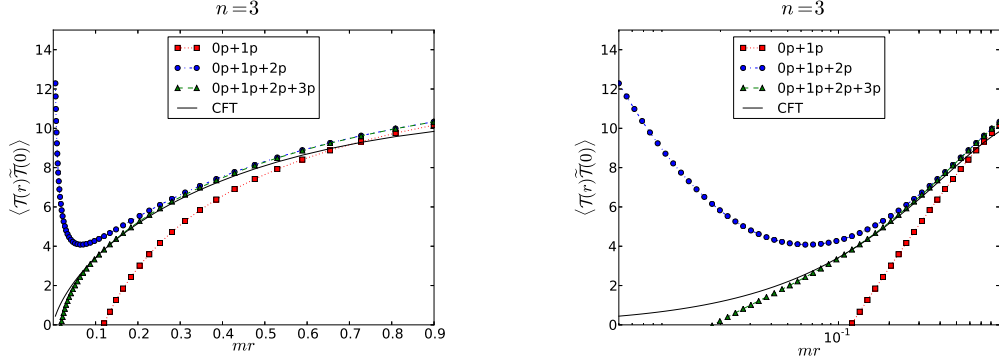 n = 3
⟨𝒯(r)𝒯̃(0)⟩
14
12
10
8
6
4
2
0
0p+1p
0p+1p+2p
0p+1p+2p+3p
CFT
0.1 0.2 0.3 0.4 0.5 0.6 0.7 0.8 0.9
mr
n = 3
⟨𝒯(r)𝒯̃(0)⟩
14
12
10
8
6
4
2
0
0p+1p
0p+1p+2p
0p+1p+2p+3p
CFT
10⁻¹
mr